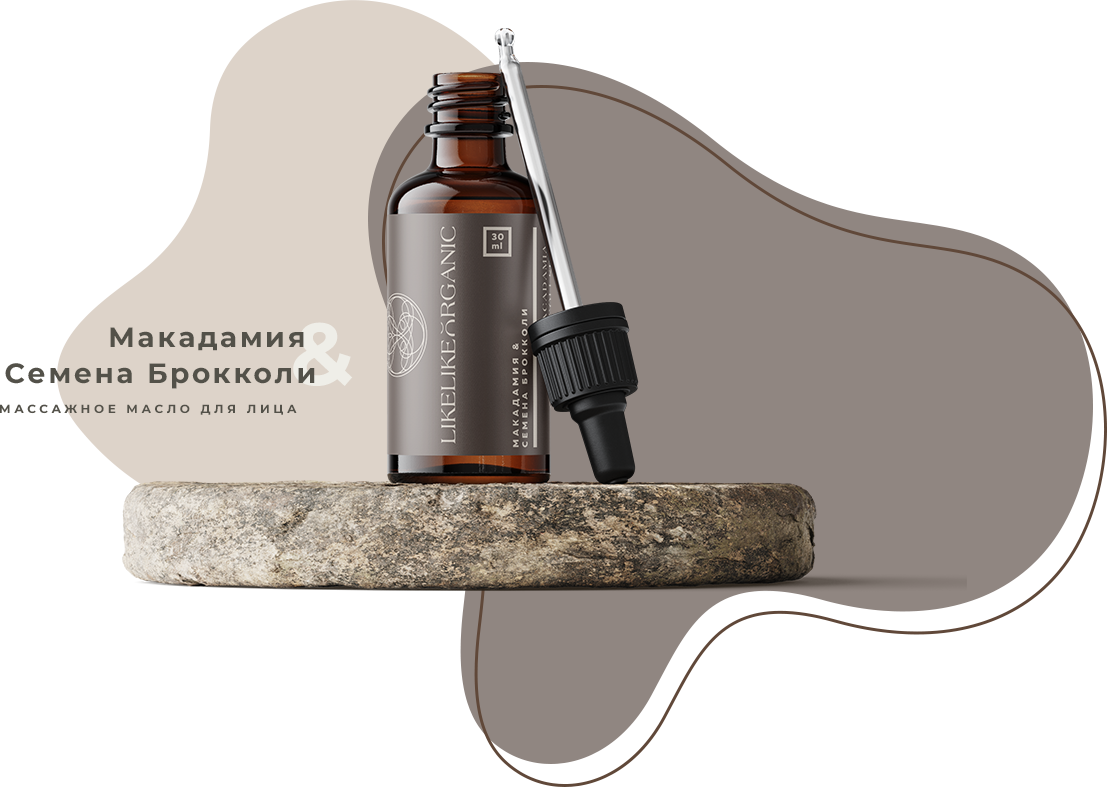 Макадамия
&
Семена Брокколи
МАССАЖНОЕ МАСЛО ДЛЯ ЛИЦА
LIKELIKEORGANIC
30
ml
МАКАДАМИЯ &
СЕМЕНА БРОККОЛИ